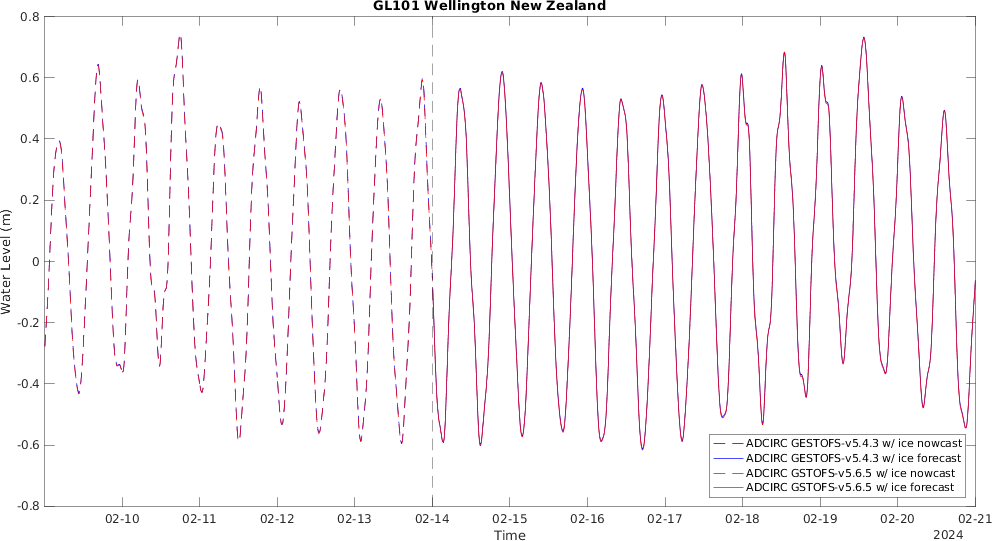 GL101 Wellington New Zealand
0.8
0.6
0.4
0.2
0
-0.2
-0.4
-0.6
-0.8
Water Level (m)
02-10 02-11 02-12 02-13 02-14 02-15 02-16 02-17 02-18 02-19 02-20 02-21
Time
2024
ADCIRC GESTOFS-v5.4.3 w/ ice nowcast
ADCIRC GESTOFS-v5.4.3 w/ ice forecast
ADCIRC GSTOFS-v5.6.5 w/ ice nowcast
ADCIRC GSTOFS-v5.6.5 w/ ice forecast